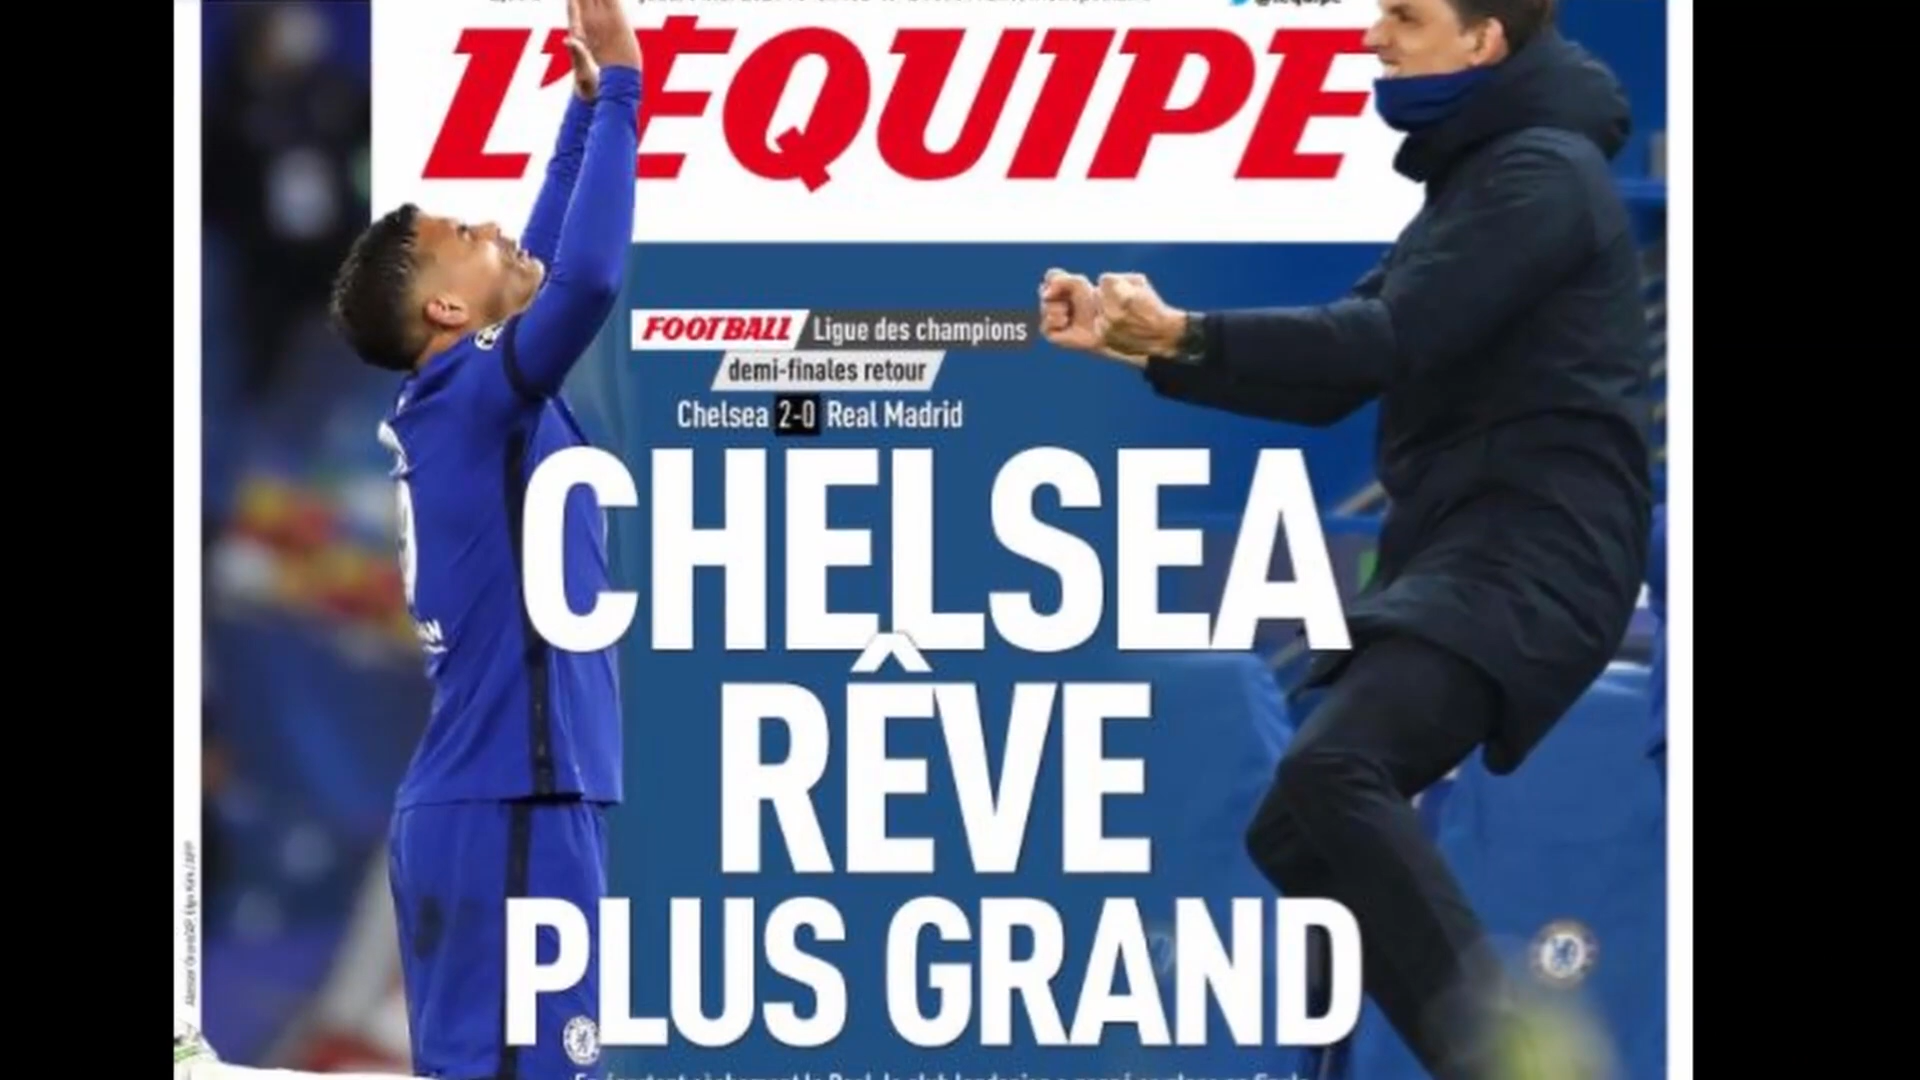 L'ÉQUIPE
FOOTBALL Ligue des champions
demi-finales retour
Chelsea 2-0 Real Madrid
CHELSEA
RÊVE
PLUS GRAND